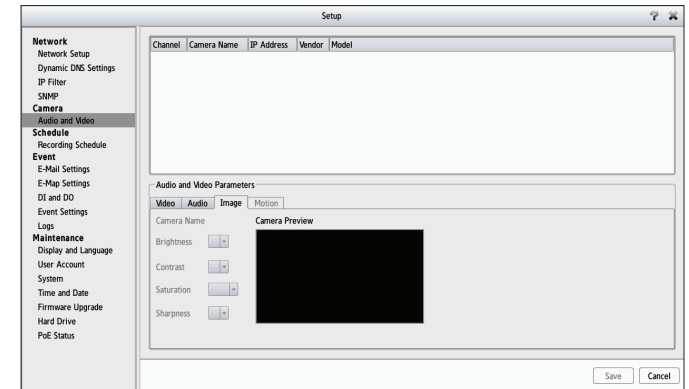 Setup
Network
Network Setup
Dynamic DNS Settings
IP Filter
SNMP
Camera
Audio and Video
Schedule
Recording Schedule
Event
E-Mail Settings
E-Map Settings
DI and DO
Event Settings
Logs
Maintenance
Display and Language
User Account
System
Time and Date
Firmware Upgrade
Hard Drive
PoE Status
Channel Camera Name IP Address Vendor Model
Audio and Video Parameters
Video Audio Image Motion
Camera Name Camera Preview
Brightness
Contrast
Saturation
Sharpness
Save Cancel